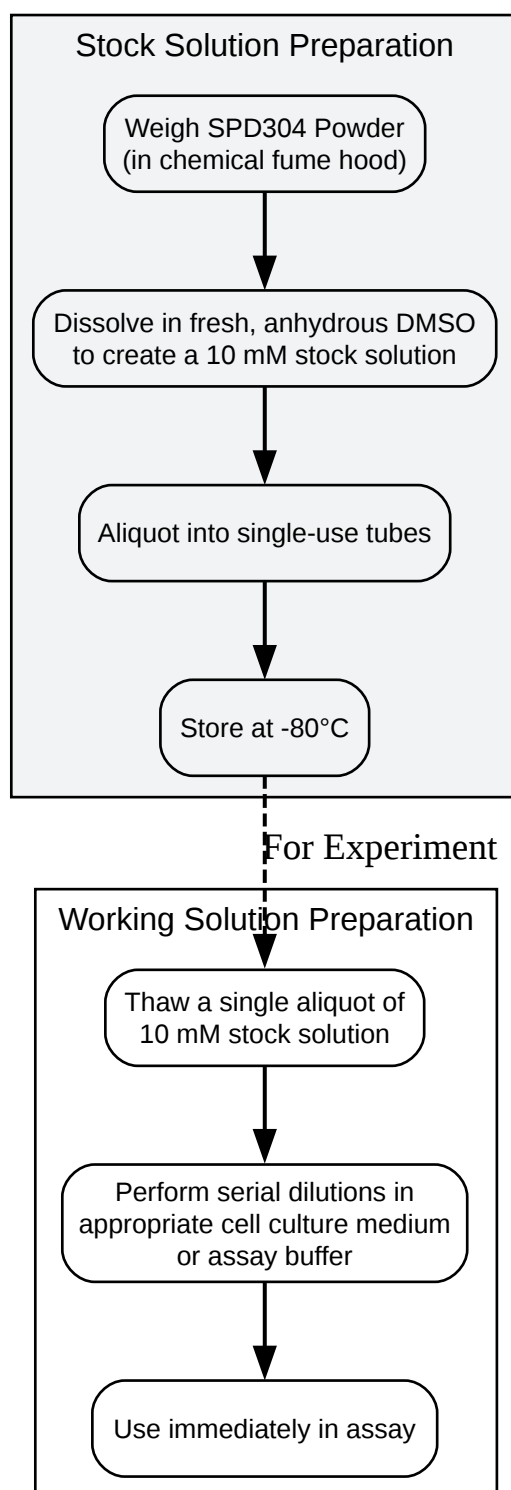 Stock Solution Preparation
Weigh SPD304 Powder
(in chemical fume hood)
Dissolve in fresh, anhydrous DMSO
to create a 10 mM stock solution
Aliquot into single-use tubes
Store at -80°C
For Experiment
Working Solution Preparation
Thaw a single aliquot of
10 mM stock solution
Perform serial dilutions in
appropriate cell culture medium
or assay buffer
Use immediately in assay